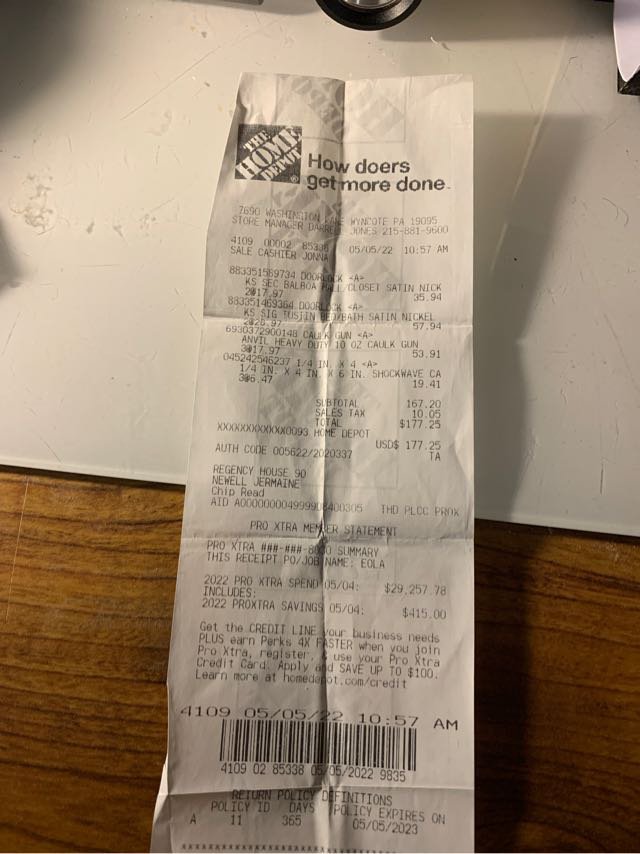 THE
HOME
DEPOT
How doers
get more done.
7690 WASHINGTON LANE WYNCOTE PA 19095
STORE MANAGER DARRELL JONES 215-881-9600
4109 00002 85338 05/05/22 10:57 AM
SALE CASHIER JONNA
883351589734 DOORLOCK <A>
KS SEC BALBOA HALL/CLOSET SATIN NICK
2@17.97 35.94
883351469364 DOORLOCK <A>
KS SIG TUSTIN BED/BATH SATIN NICKEL
2@28.97 57.94
6930372900148 CAULK GUN <A>
ANVIL HEAVY DUTY 10 OZ CAULK GUN
3@17.97 53.91
045242546237 1/4 IN. X 4 <A>
1/4 IN. X 4 IN. X 6 IN. SHOCKWAVE CA
3@6.47 19.41
SUBTOTAL 167.20
SALES TAX 10.05
TOTAL $177.25
XXXXXXXXXXXX0093 HOME DEPOT
USD$ 177.25
AUTH CODE 005622/2020337 TA
REGENCY HOUSE 90
NEWELL JERMAINE
Chip Read
AID A0000000049999D8400305 THD PLCC PROX
PRO XTRA MEMBER STATEMENT
PRO XTRA ###-###-8030 SUMMARY
THIS RECEIPT PO/JOB NAME: EOLA
2022 PRO XTRA SPEND 05/04: $29,257.78
INCLUDES:
2022 PROXTRA SAVINGS 05/04: $415.00
Get the CREDIT LINE your business needs
PLUS earn Perks 4X FASTER when you join
Pro Xtra, register, & use your Pro Xtra
Credit Card. Apply and SAVE UP TO $100.
Learn more at homedepot.com/credit
4109 05/05/22 10:57 AM
4109 02 85338 05/05/2022 9835
RETURN POLICY DEFINITIONS
POLICY ID DAYS POLICY EXPIRES ON
A 11 365 05/05/2023